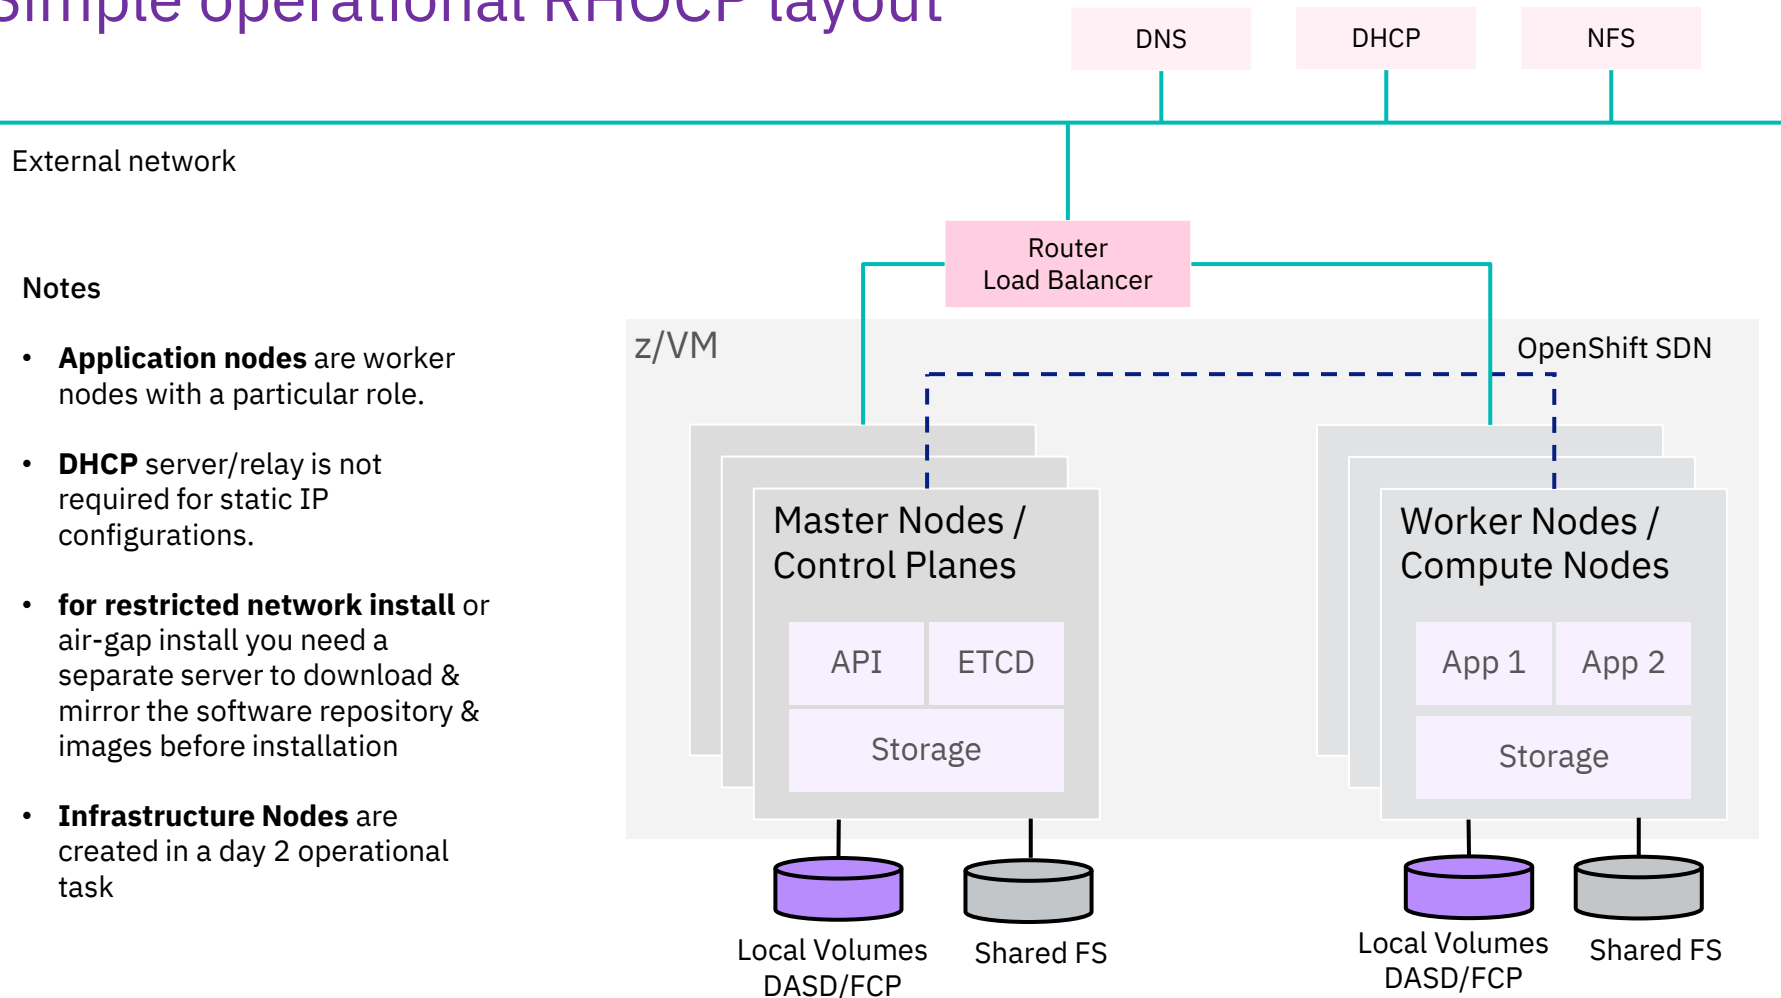 Simple operational RHOCP layout
DNS
DHCP
NFS
External network
Router
Load Balancer
Notes
• Application nodes are worker
nodes with a particular role.
• DHCP server/relay is not
required for static IP
configurations.
• for restricted network install or
air-gap install you need a
separate server to download &
mirror the software repository &
images before installation
• Infrastructure Nodes are
created in a day 2 operational
task
z/VM
OpenShift SDN
Master Nodes /
Control Planes
API
ETCD
Storage
Worker Nodes /
Compute Nodes
App 1
App 2
Storage
Local Volumes
DASD/FCP
Shared FS
Local Volumes
DASD/FCP
Shared FS